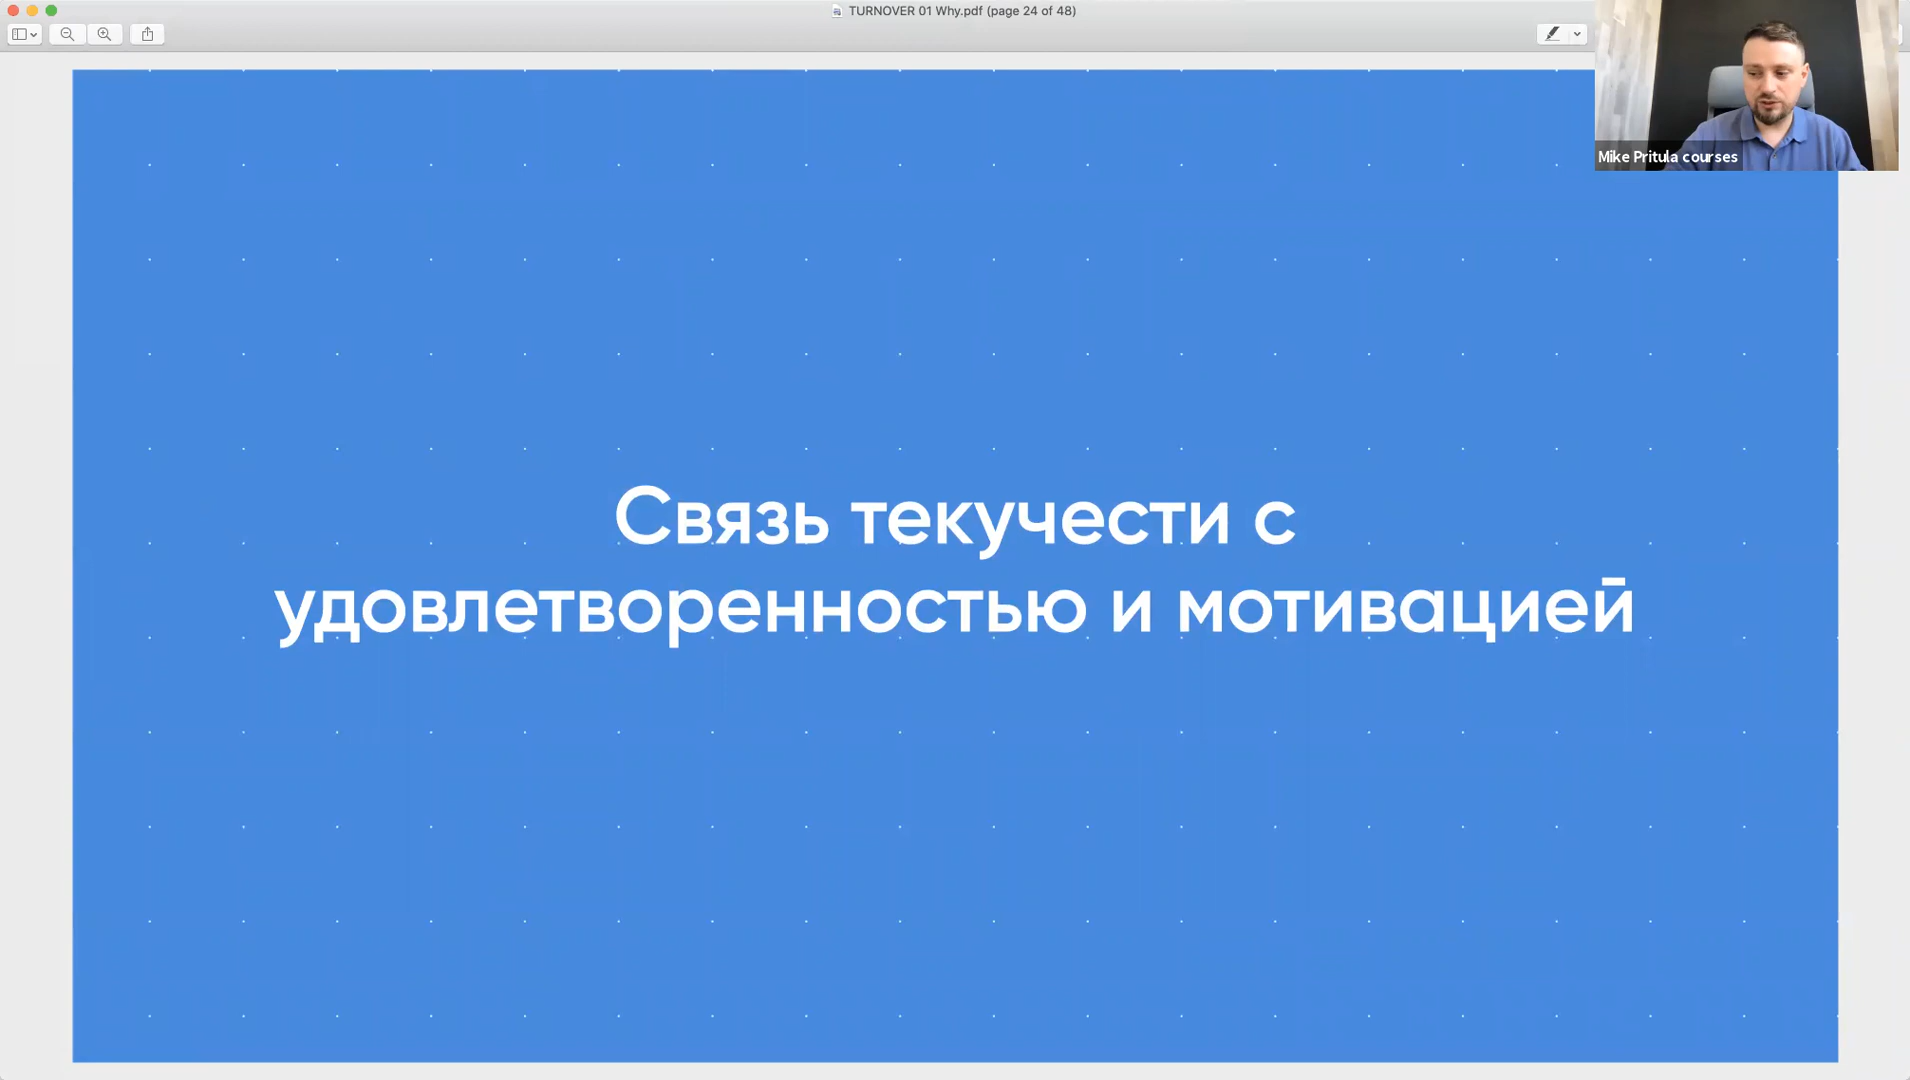 TURNOVER 01 Why.pdf (page 24 of 48)
Mike Pritula courses
Связь текучести с
удовлетворенностью и мотивацией